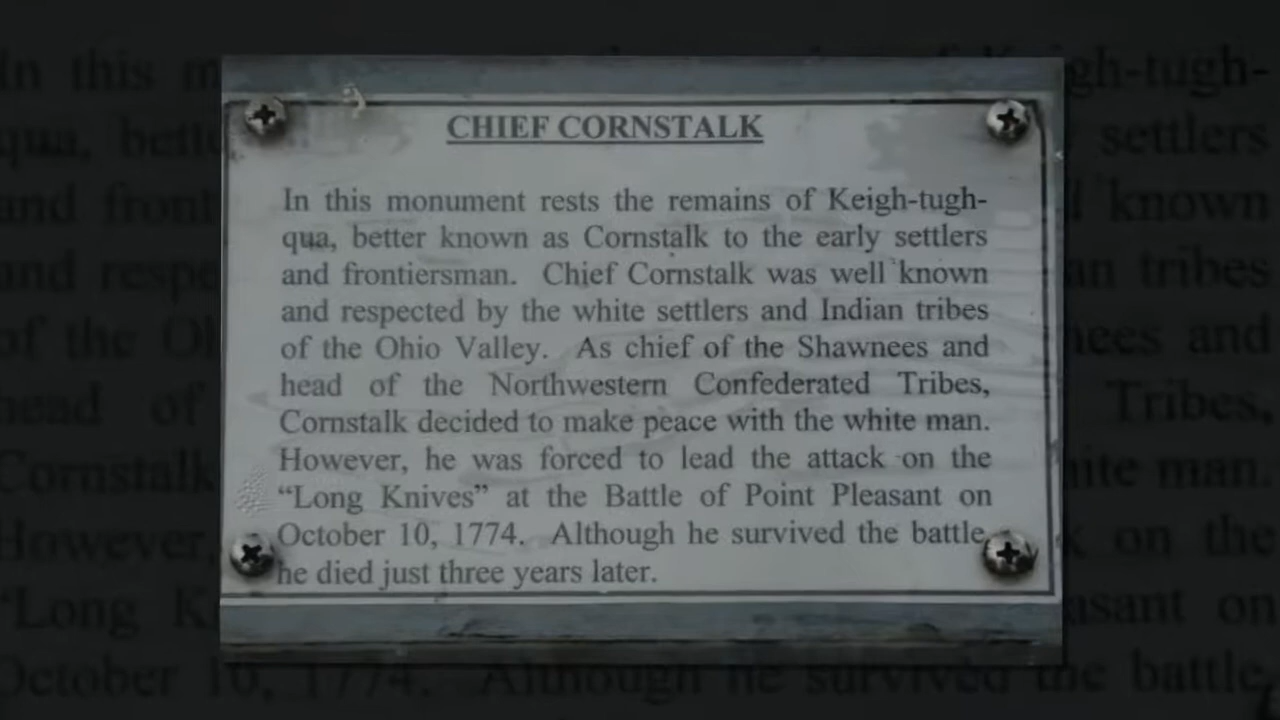 CHIEF CORNSTALK
In this monument rests the remains of Keigh-tugh-
qua, better known as Cornstalk to the early settlers
and frontiersman. Chief Cornstalk was well known
and respected by the white settlers and Indian tribes
of the Ohio Valley. As chief of the Shawnees and
head of the Northwestern Confederated Tribes,
Cornstalk decided to make peace with the white man.
However, he was forced to lead the attack on the
“Long Knives” at the Battle of Point Pleasant on
October 10, 1774. Although he survived the battle,
he died just three years later.